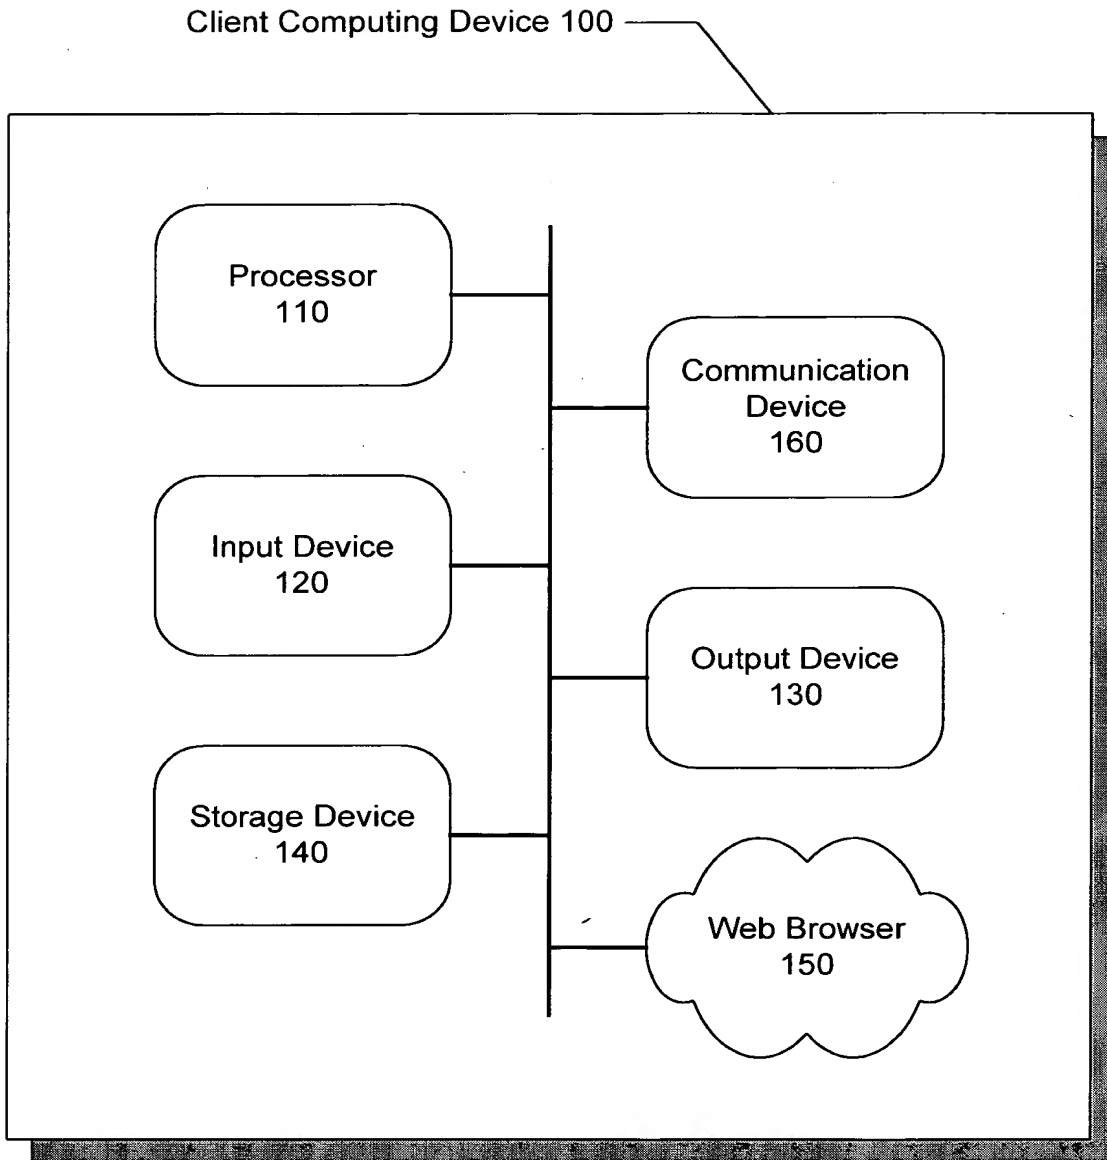 Client Computing Device 100
Processor
110
Communication
Device
160
Input Device
120
Output Device
130
Storage Device
140
Web Browser
150